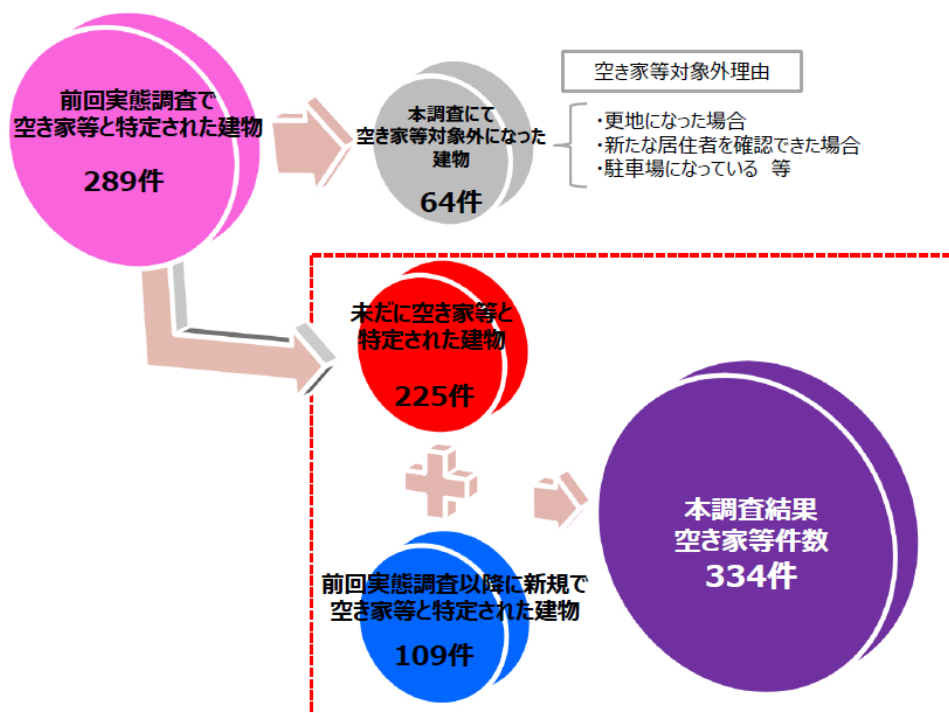 前回実態調査で
空き家等と特定された建物
289件
本調査にて
空き家等対象外になった
建物
64件
空き家等対象外理由
・更地になった場合
・新たな居住者を確認できた場合
・駐車場になっている 等
未だに空き家等と
特定された建物
225件
前回実態調査以降に新規で
空き家等と特定された建物
109件
本調査結果
空き家等件数
334件